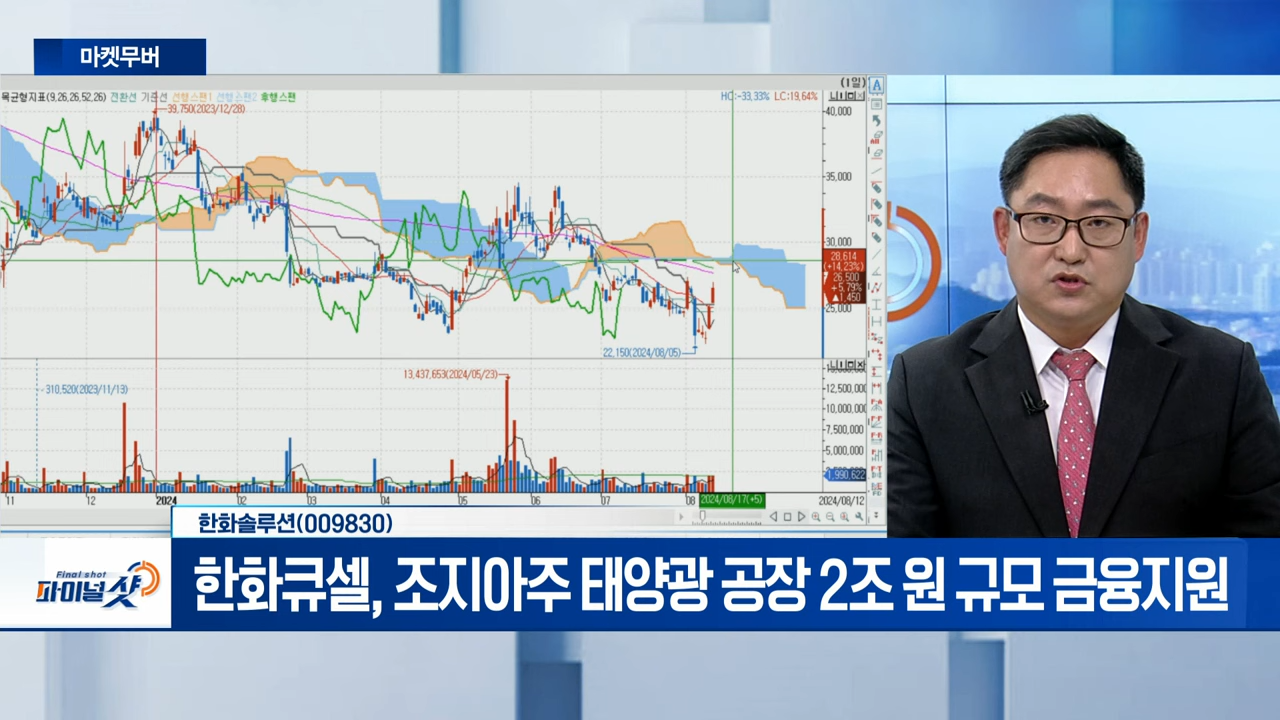 마켓무버
(1일)
목균형지표(9,26,26,52,26) 전환선 기준선 선행스팬1 선행스팬2 후행스팬
HC:-33,33% LC:19,64%
39,750(2023/12/28)
40,000
35,000
30,000
28,614
(+14,23%)
26,500
+5,79%
▲1,450
25,000
22,150(2024/08/05)
13,437,653(2024/05/23)
310,520(2023/11/13)
12,500,000
10,000,000
7,500,000
5,000,000
1,990,622
11 12 2024 02 03 04 05 06 07 08 2024/08/17(+5) 2024/08/12
한화솔루션(009830)
Final shot
파이널샷
한화큐셀, 조지아주 태양광 공장 2조 원 규모 금융지원